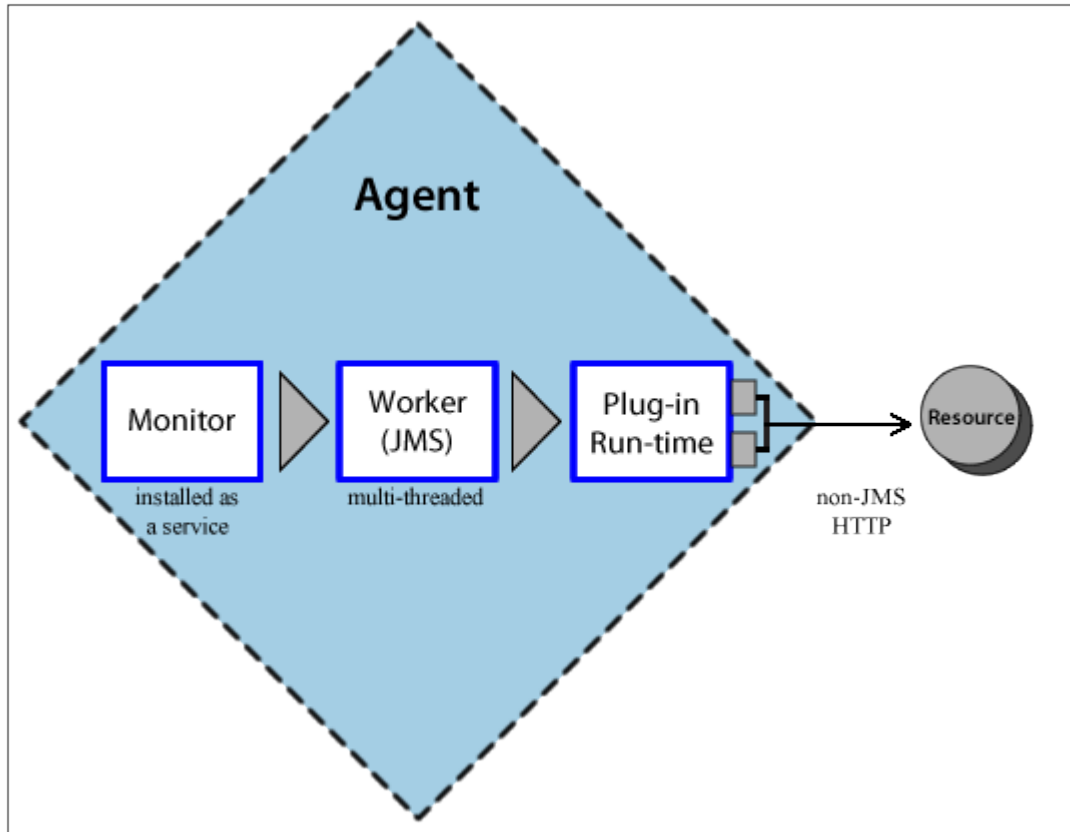 Agent
Monitor
installed as
a service
Worker
(JMS)
multi-threaded
Plug-in
Run-time
non-JMS
HTTP
Resource